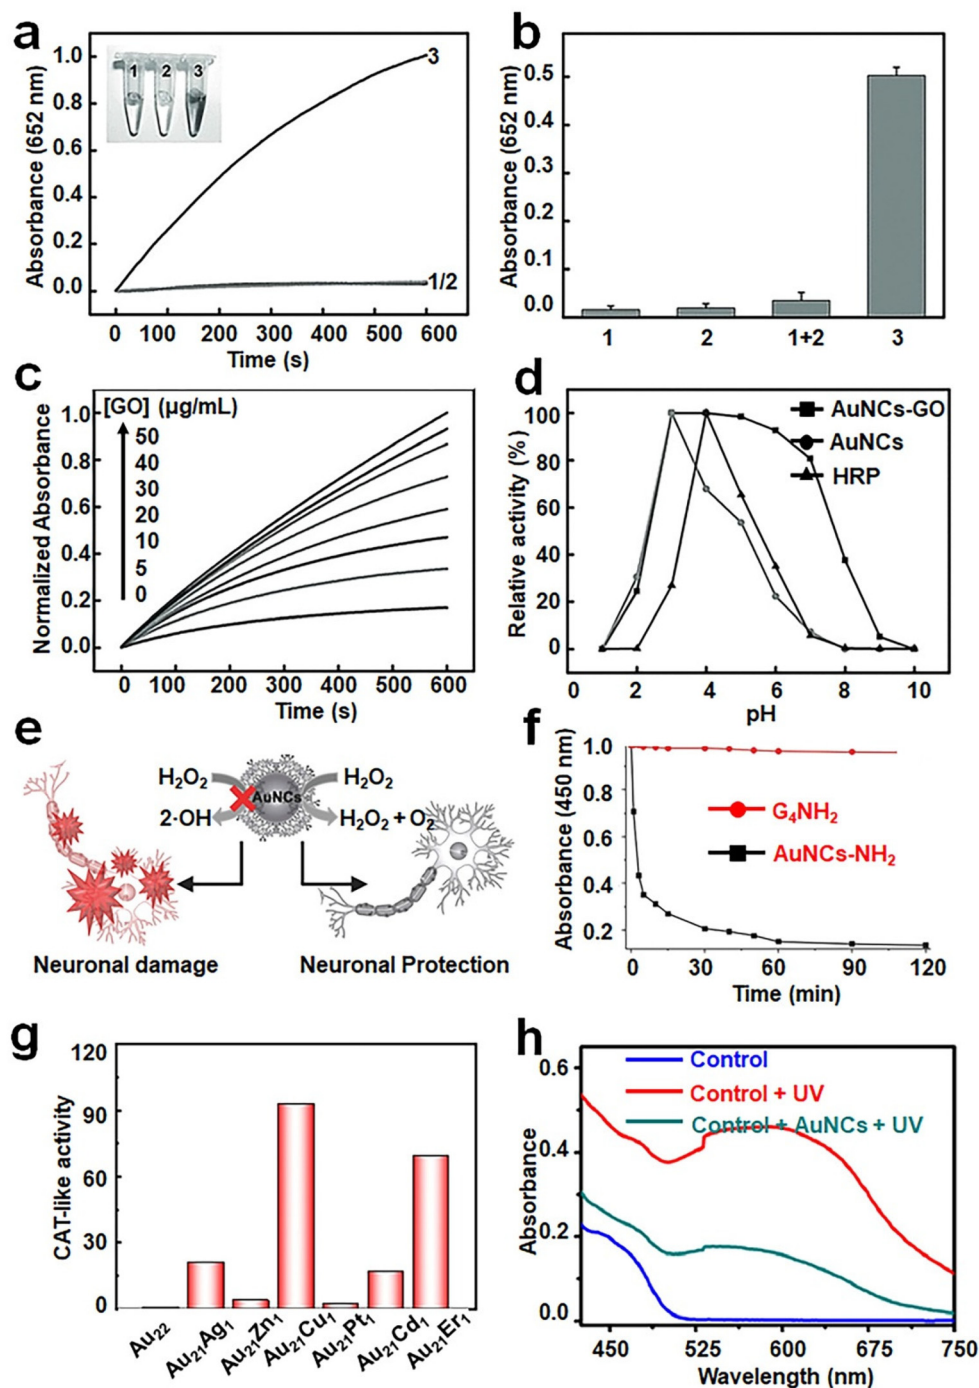 a
Absorbance (652 nm)
1.0
0.8
0.6
0.4
0.2
0.0
1 2 3
3
1/2
0 100 200 300 400 500 600
Time (s)
b
Absorbance (652 nm)
0.5
0.4
0.3
0.2
0.1
0.0
1 2 1+2 3
c
Normalized Absorbance
1.0
0.8
0.6
0.4
0.2
0.0
[GO] (μg/mL)
50
40
30
20
10
5
0
0 100 200 300 400 500 600
Time (s)
d
Relative activity (%)
100
80
60
40
20
0
AuNCs-GO
AuNCs
HRP
0 2 4 6 8 10
pH
e
H₂O₂
2·OH
AuNCs
H₂O₂
H₂O₂ + O₂
Neuronal damage
Neuronal Protection
f
Absorbance (450 nm)
1.0
0.8
0.6
0.4
0.2
G₄NH₂
AuNCs-NH₂
0 30 60 90 120
Time (min)
g
CAT-like activity
120
90
60
30
0
Au₂₂
Au₂₁Ag₁
Au₂₁Zn₁
Au₂₁Cu₁
Au₂₁Pt₁
Au₂₁Cd₁
Au₂₁Er₁
h
Absorbance
0.6
0.4
0.2
0.0
Control
Control + UV
Control + AuNCs + UV
450 525 600 675 750
Wavelength (nm)